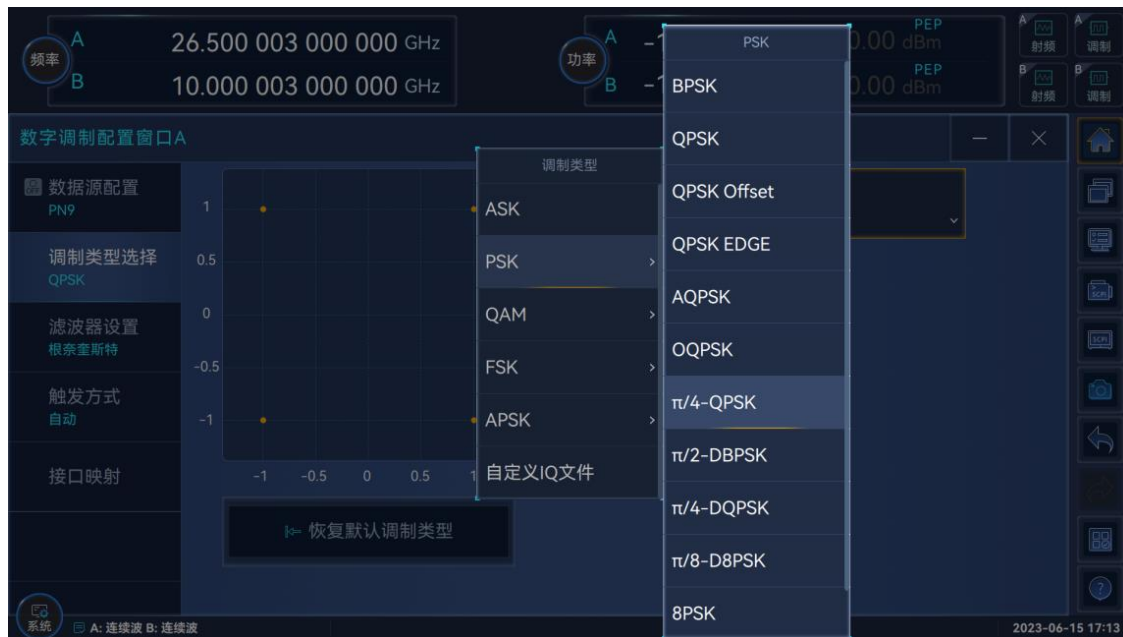 频率
A 26.500 003 000 000 GHz
B 10.000 003 000 000 GHz
功率
A
B
PEP
0.00 dBm
PEP
0.00 dBm
A 射频
A 调制
B 射频
B 调制
数字调制配置窗口A
数据源配置
PN9
调制类型选择
QPSK
滤波器设置
根奈奎斯特
触发方式
自动
接口映射
1
0.5
0
-0.5
-1
-1 -0.5 0 0.5 1
恢复默认调制类型
调制类型
ASK
PSK
QAM
FSK
APSK
自定义IQ文件
PSK
BPSK
QPSK
QPSK Offset
QPSK EDGE
AQPSK
OQPSK
π/4-QPSK
π/2-DBPSK
π/4-DQPSK
π/8-D8PSK
8PSK
SCPI
SCPI
系统
A: 连续波 B: 连续波
2023-06-15 17:13